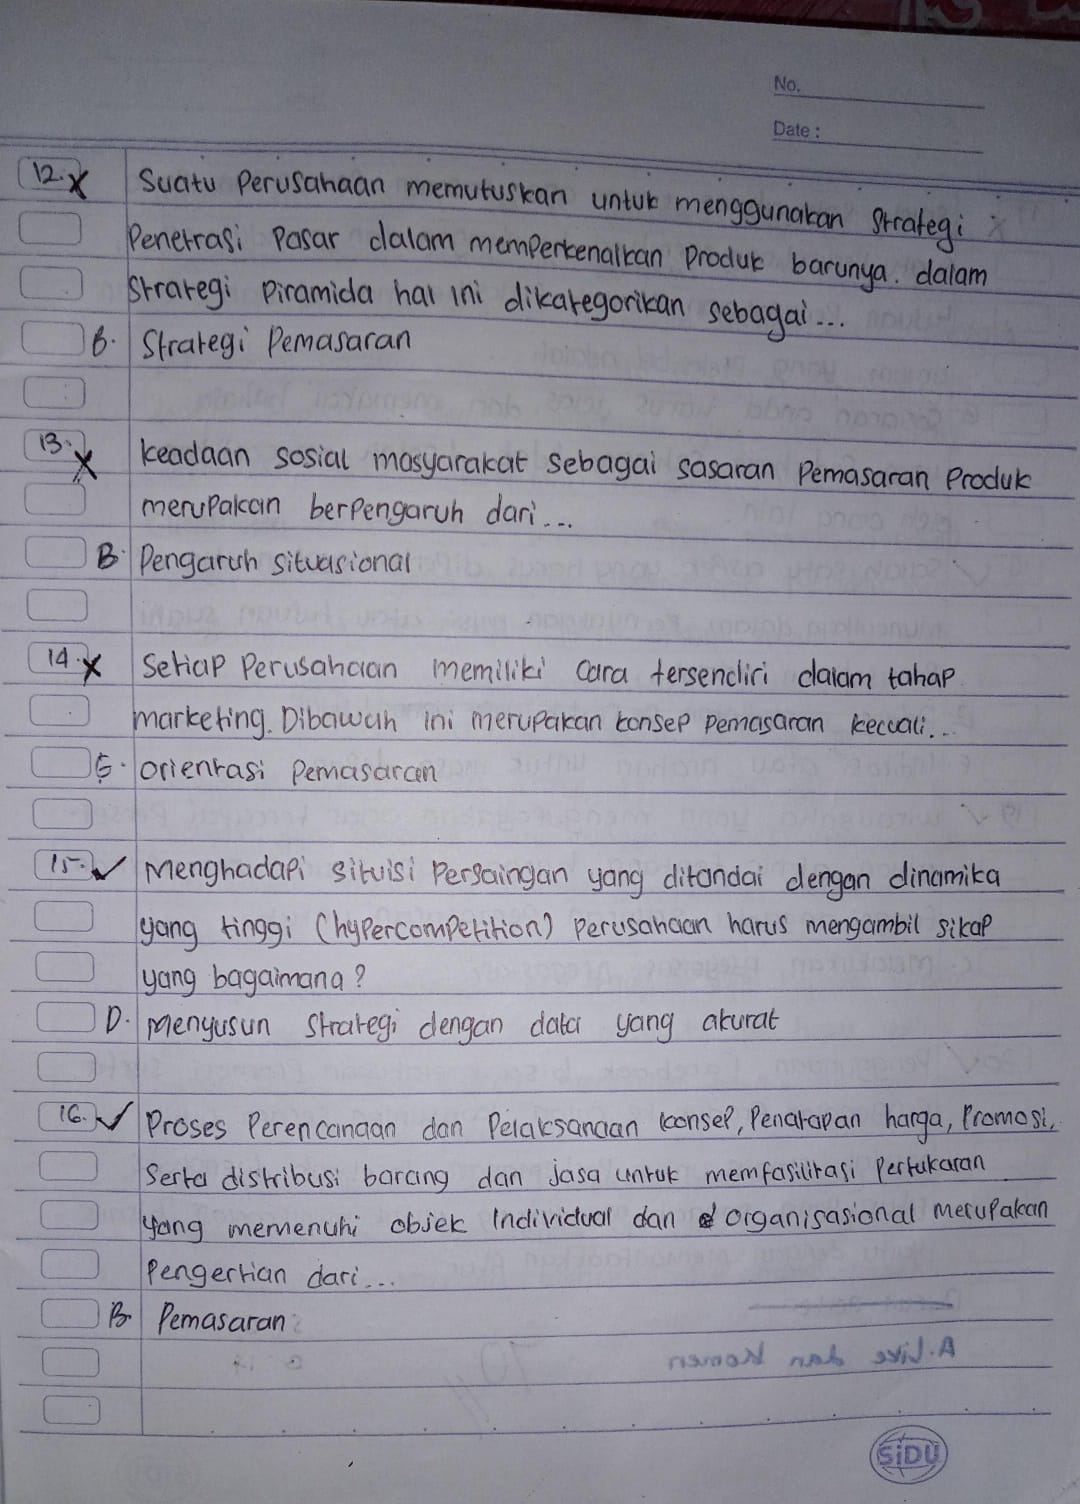 No.
Date :
12. x Suatu Perusahaan memutuskan untuk menggunakan Strategi
Penetrasi Pasar dalam memperkenalkan Produk barunya. dalam
Strategi Piramida hal ini dikategorikan sebagai...
B. Strategi Pemasaran
13. x keadaan sosial masyarakat sebagai sasaran Pemasaran Produk
merupakan berpengaruh dari...
B. Pengaruh situasional
14. x Setiap Perusahaan memiliki cara tersendiri dalam tahap
marketing. Dibawah ini merupakan konsep pemasaran kecuali...
E. orientasi pemasaran
15. ✓ Menghadapi situisi Persaingan yang ditandai dengan dinamika
yang tinggi (hypercompetition) perusahaan harus mengambil sikap
yang bagaimana?
D. menyusun Strategi dengan data yang akurat
16. ✓ Proses Perencanaan dan Pelaksanaan konsep, Penatapan harga, Promosi,
Serta distribusi barang dan jasa untuk memfasilitasi Pertukaran
yang memenuhi objek Individual dan organisasional merupakan
Pengertian dari...
B. Pemasaran
A. Like dan Komen
SiDU